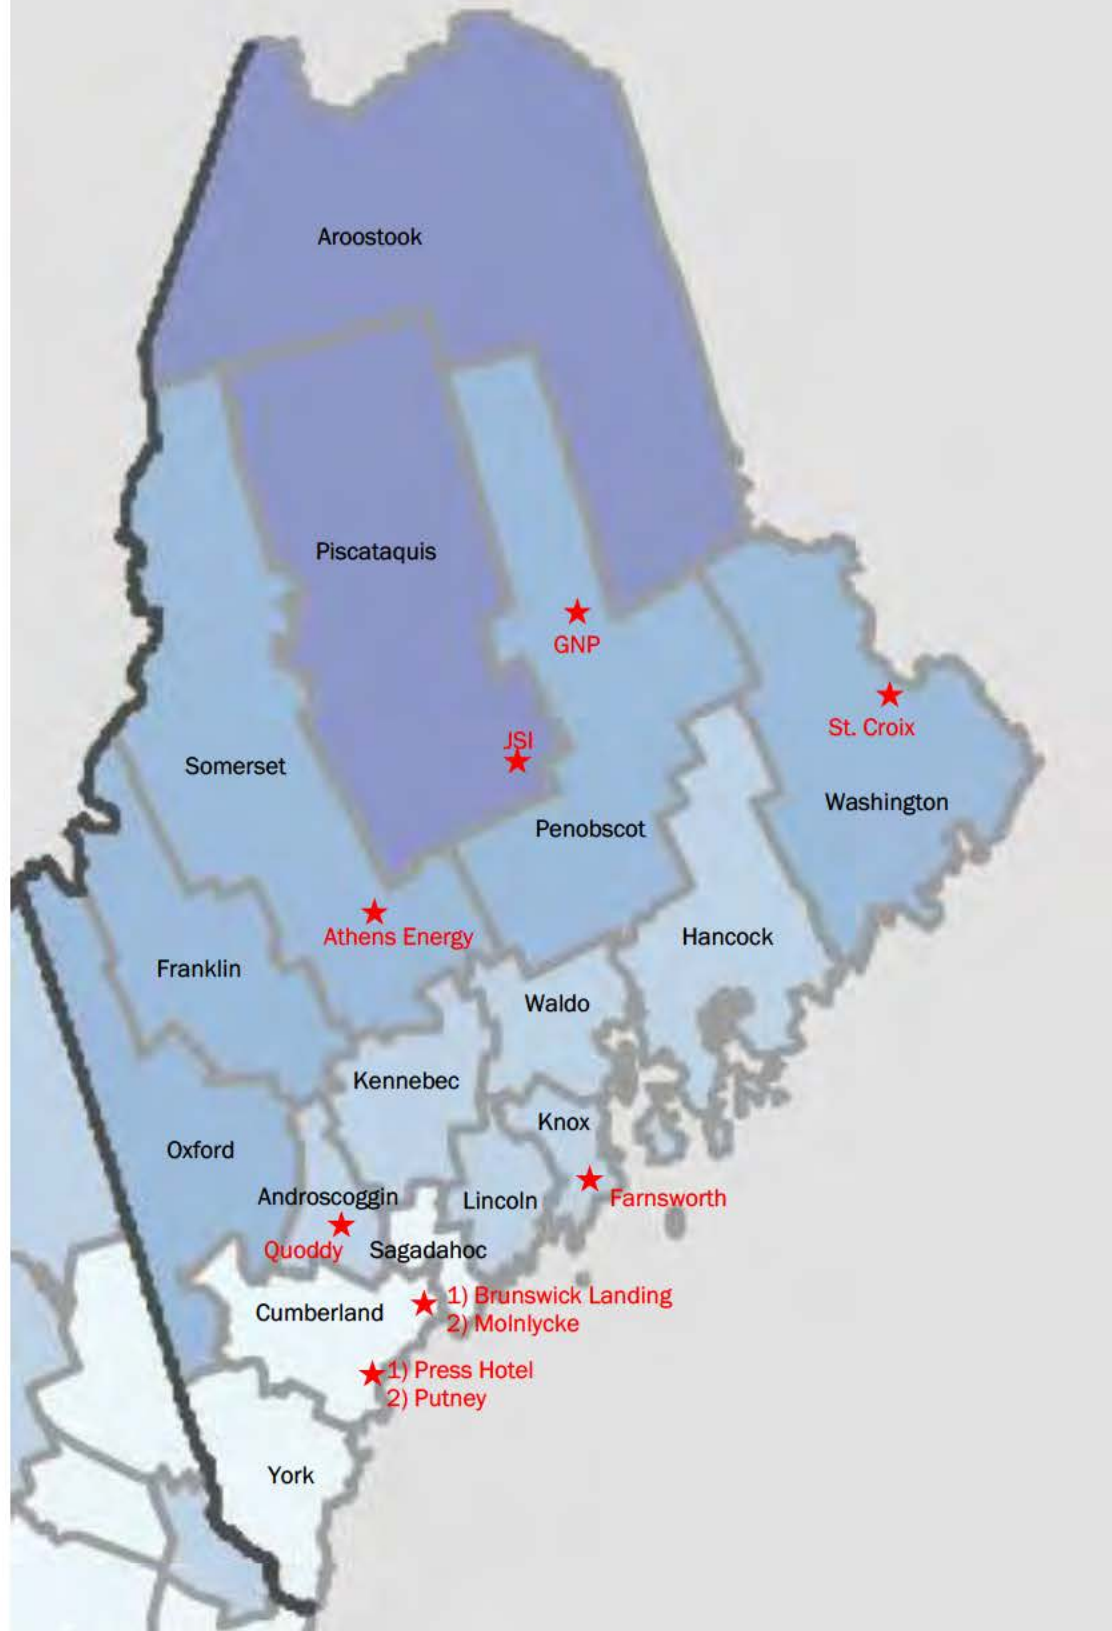 Aroostook
Piscataquis
GNP
St. Croix
JSI
Somerset
Washington
Penobscot
Athens Energy
Hancock
Franklin
Waldo
Kennebec
Knox
Oxford
Androscoggin
Lincoln
Farnsworth
Quoddy
Sagadahoc
1) Brunswick Landing
Cumberland
2) Molnlycke
1) Press Hotel
2) Putney
York